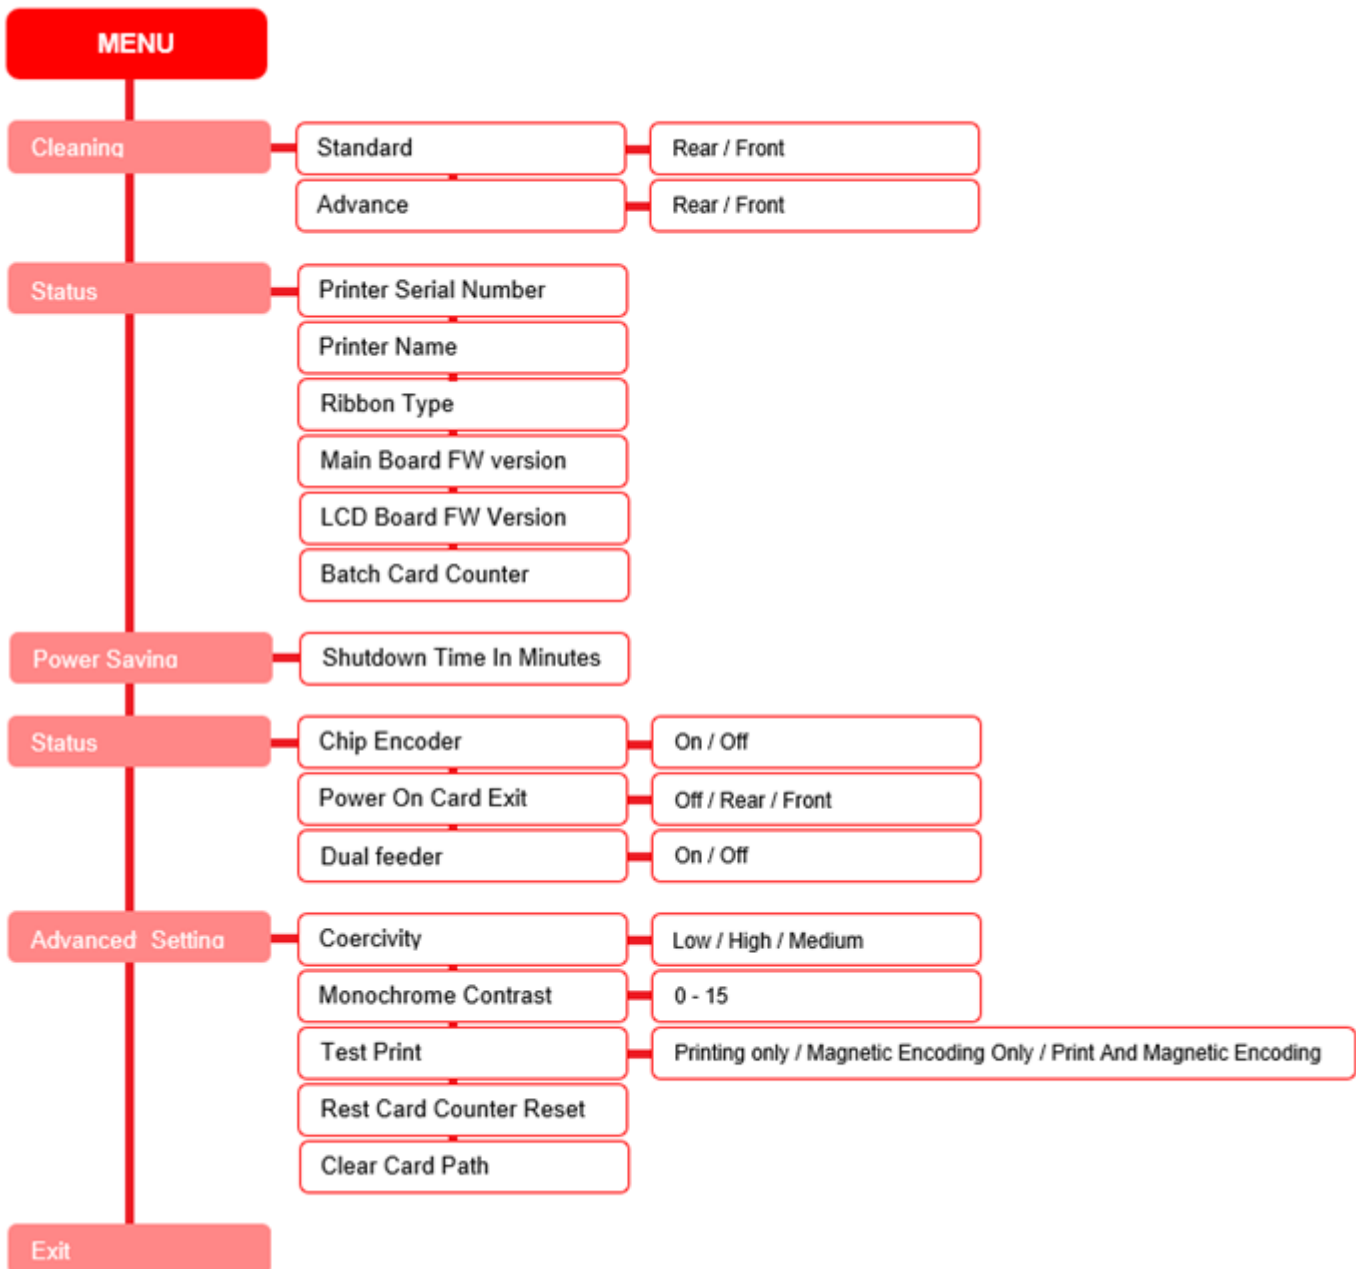 MENU
Cleaning
Standard
Rear / Front
Advance
Rear / Front
Status
Printer Serial Number
Printer Name
Ribbon Type
Main Board FW version
LCD Board FW Version
Batch Card Counter
Power Saving
Shutdown Time In Minutes
Status
Chip Encoder
On / Off
Power On Card Exit
Off / Rear / Front
Dual feeder
On / Off
Advanced Setting
Coercivity
Low / High / Medium
Monochrome Contrast
0 - 15
Test Print
Printing only / Magnetic Encoding Only / Print And Magnetic Encoding
Rest Card Counter Reset
Clear Card Path
Exit